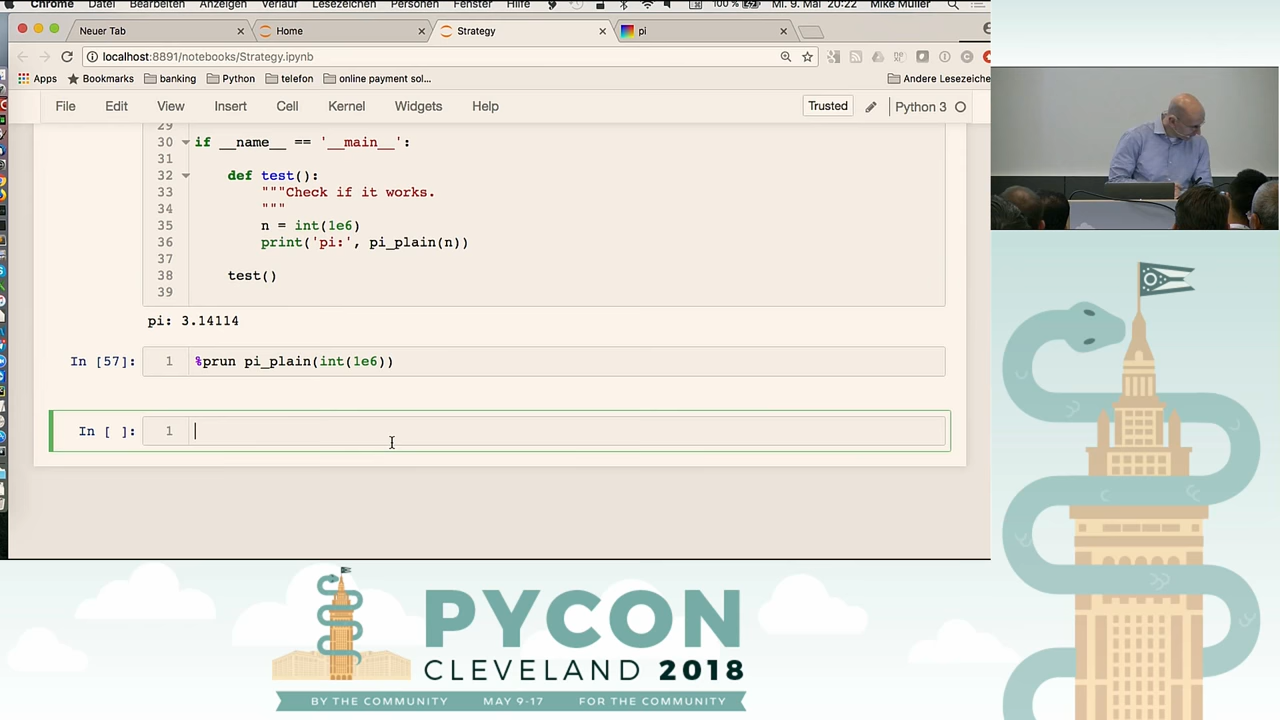 Chrome Datei Bearbeiten Anzeigen Verlauf Lesezeichen Personen Fenster Hilfe 100 % Mi. 9. Mai 20:22 Mike Müller
Neuer Tab Home Strategy pi
localhost:8891/notebooks/Strategy.ipynb
Apps Bookmarks banking Python telefon online payment sol... Andere Lesezeiche
File Edit View Insert Cell Kernel Widgets Help Trusted Python 3
29
30 if __name__ == '__main__':
31
32 def test():
33 """Check if it works.
34 """
35 n = int(1e6)
36 print('pi:', pi_plain(n))
37
38 test()
39
pi: 3.14114
In [57]: 1 %prun pi_plain(int(1e6))
In [ ]: 1
PYCON
CLEVELAND 2018
BY THE COMMUNITY MAY 9-17 FOR THE COMMUNITY